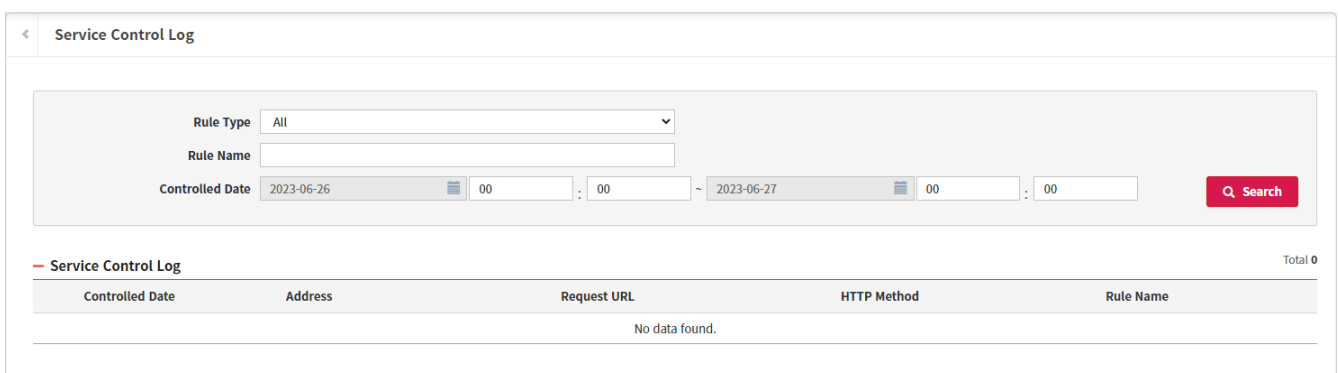 Service Control Log
Rule Type All
Rule Name
Controlled Date 2023-06-26 00 : 00 ~ 2023-06-27 00 : 00 Search
Service Control Log Total 0
Controlled Date Address Request URL HTTP Method Rule Name
No data found.